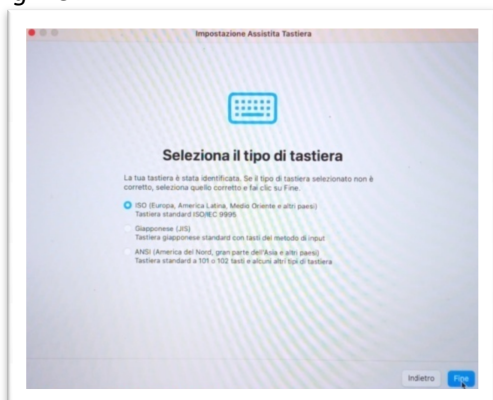 Impostazione Assistita Tastiera
Seleziona il tipo di tastiera
La tua tastiera è stata identificata. Se il tipo di tastiera selezionato non è
corretto, seleziona quello corretto e fai clic su Fine.
ISO (Europa, America Latina, Medio Oriente e altri paesi)
Tastiera standard ISO/IEC 9995
Giapponese (JIS)
Tastiera giapponese standard con tasti del metodo di input
ANSI (America del Nord, gran parte dell'Asia e altri paesi)
Tastiera standard a 101 o 102 tasti e alcuni altri tipi di tastiera
Indietro Fine